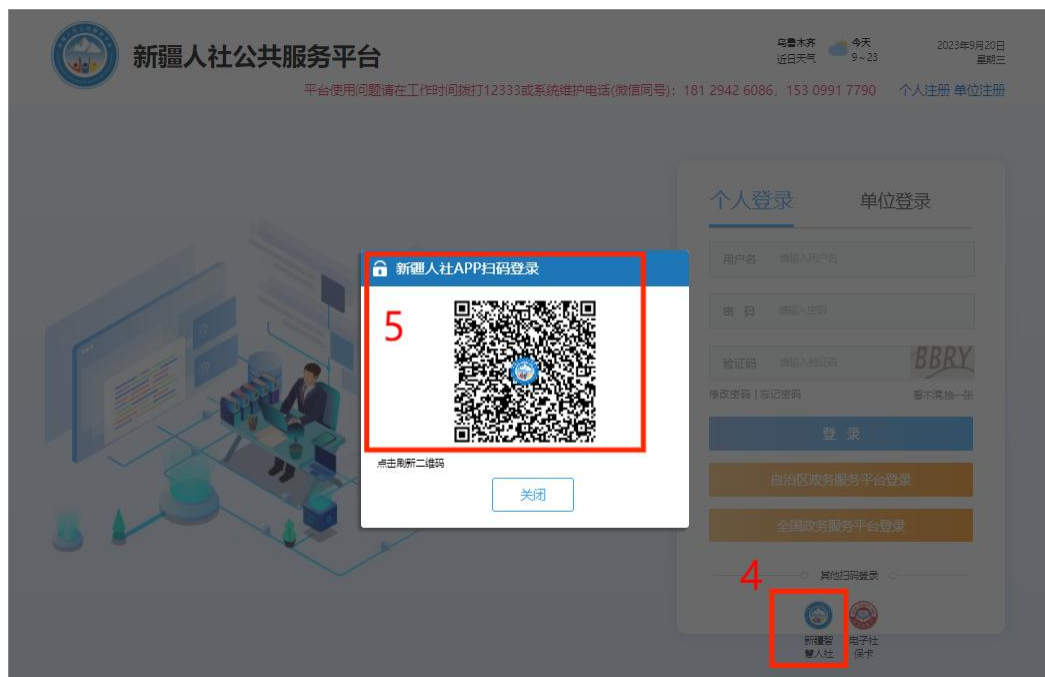 新疆人社公共服务平台
乌鲁木齐 今天
近日天气 9~23
2023年9月20日
星期三
平台使用问题请在工作时间拨打12333或系统维护电话(微信同号)：181 2942 6086，153 0991 7790 个人注册 单位注册
个人登录 单位登录
新疆人社APP扫码登录
5
用户名 请输入用户名
密 码 请输入密码
验证码 请输入验证码 BBRY
修改密码 | 忘记密码 看不清,换一张
点击刷新二维码
关闭
登 录
自治区政务服务平台登录
全国政务服务平台登录
4
其他扫码登录
新疆智
慧人社
电子社
保卡